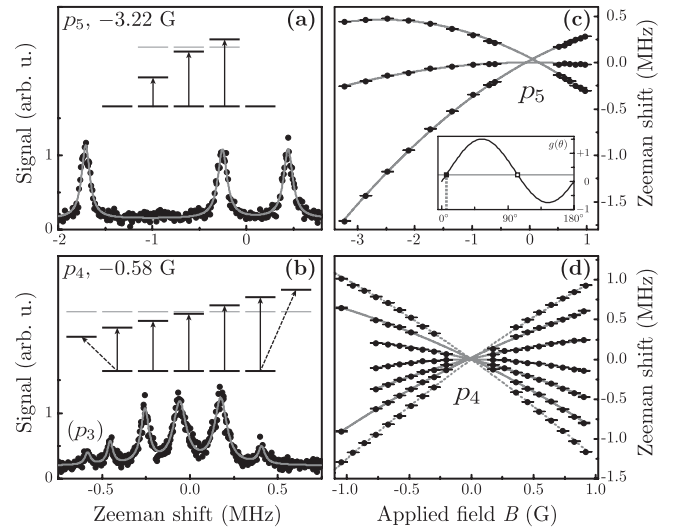 p₅, −3.22 G
(a)
Signal (arb. u.)
1
0
-2
-1
0
(c)
p₅
g(θ)
+1
0
−1
0°
90°
180°
0.5
0.0
-0.5
-1.0
-1.5
Zeeman shift (MHz)
-3
-2
-1
0
1
p₄, −0.58 G
(b)
(p₃)
Signal (arb. u.)
1
0
-0.5
0.0
0.5
Zeeman shift (MHz)
(d)
p₄
1.0
0.5
0.0
-0.5
-1.0
-1.5
Zeeman shift (MHz)
-1.0
-0.5
0
0.5
1.0
Applied field B (G)